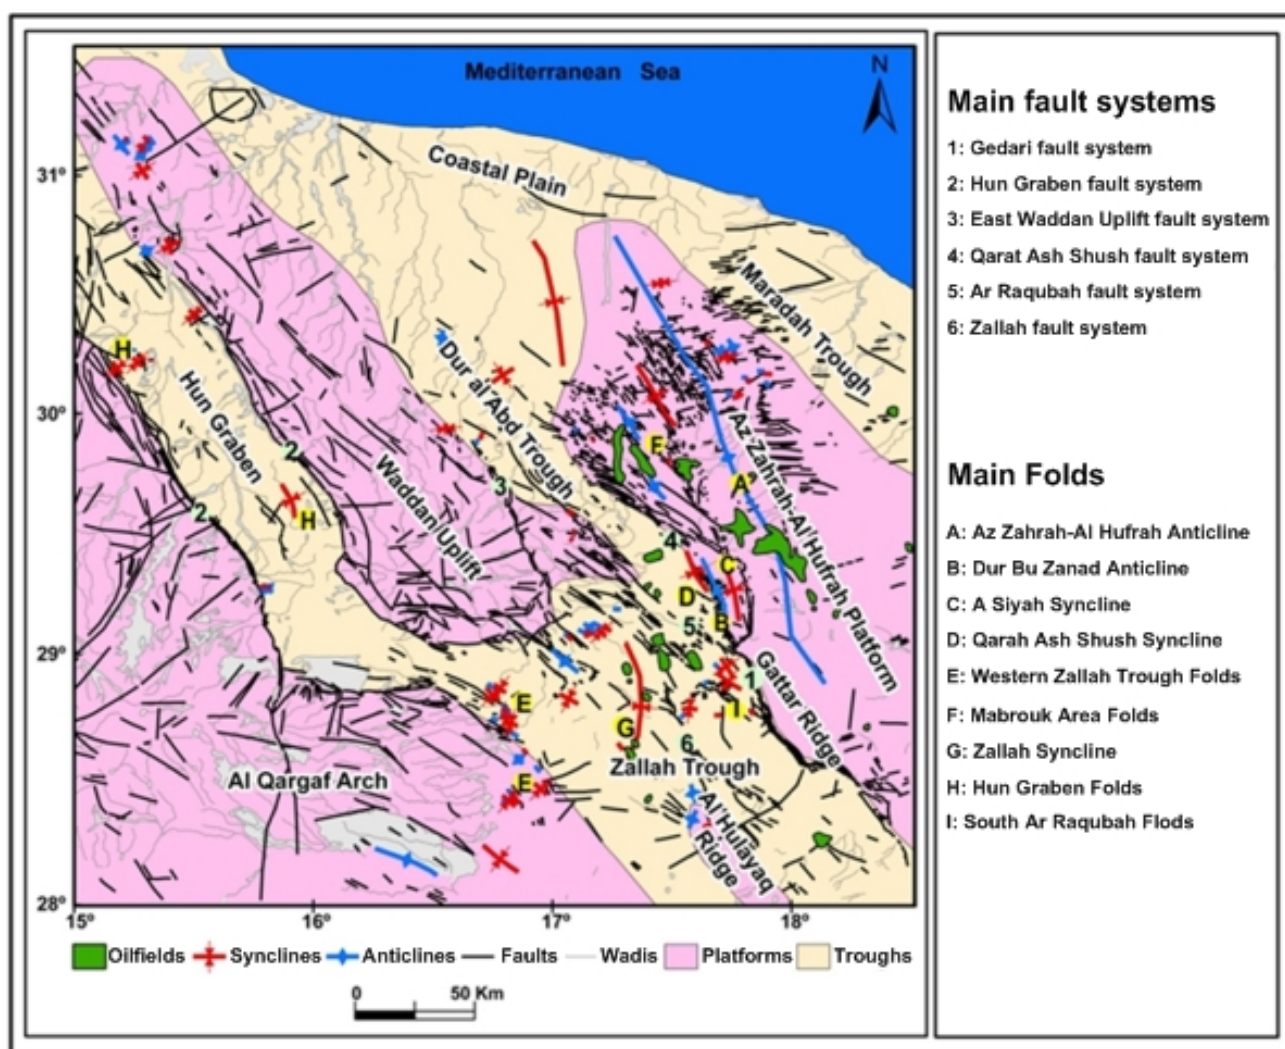 Mediterranean Sea
N
Coastal Plain
31°
Maradah Trough
H
Dur al'Abd Trough
30°
Hun Graben
F
Az Zahrah-Al'Hufrah Platform
2
A
Waddan Uplift
3
2
H
4
C
D
B
5
29°
Gattar Ridge
1
E
I
G
6
Zallah Trough
Al Qargaf Arch
E
Al'Hulayaq
Ridge
28°
15°
16°
17°
18°
Oilfields
Synclines
Anticlines
Faults
Wadis
Platforms
Troughs
0
50 Km
Main fault systems
1: Gedari fault system
2: Hun Graben fault system
3: East Waddan Uplift fault system
4: Qarat Ash Shush fault system
5: Ar Raqubah fault system
6: Zallah fault system
Main Folds
A: Az Zahrah-Al Hufrah Anticline
B: Dur Bu Zanad Anticline
C: A Siyah Syncline
D: Qarah Ash Shush Syncline
E: Western Zallah Trough Folds
F: Mabrouk Area Folds
G: Zallah Syncline
H: Hun Graben Folds
I: South Ar Raqubah Flods